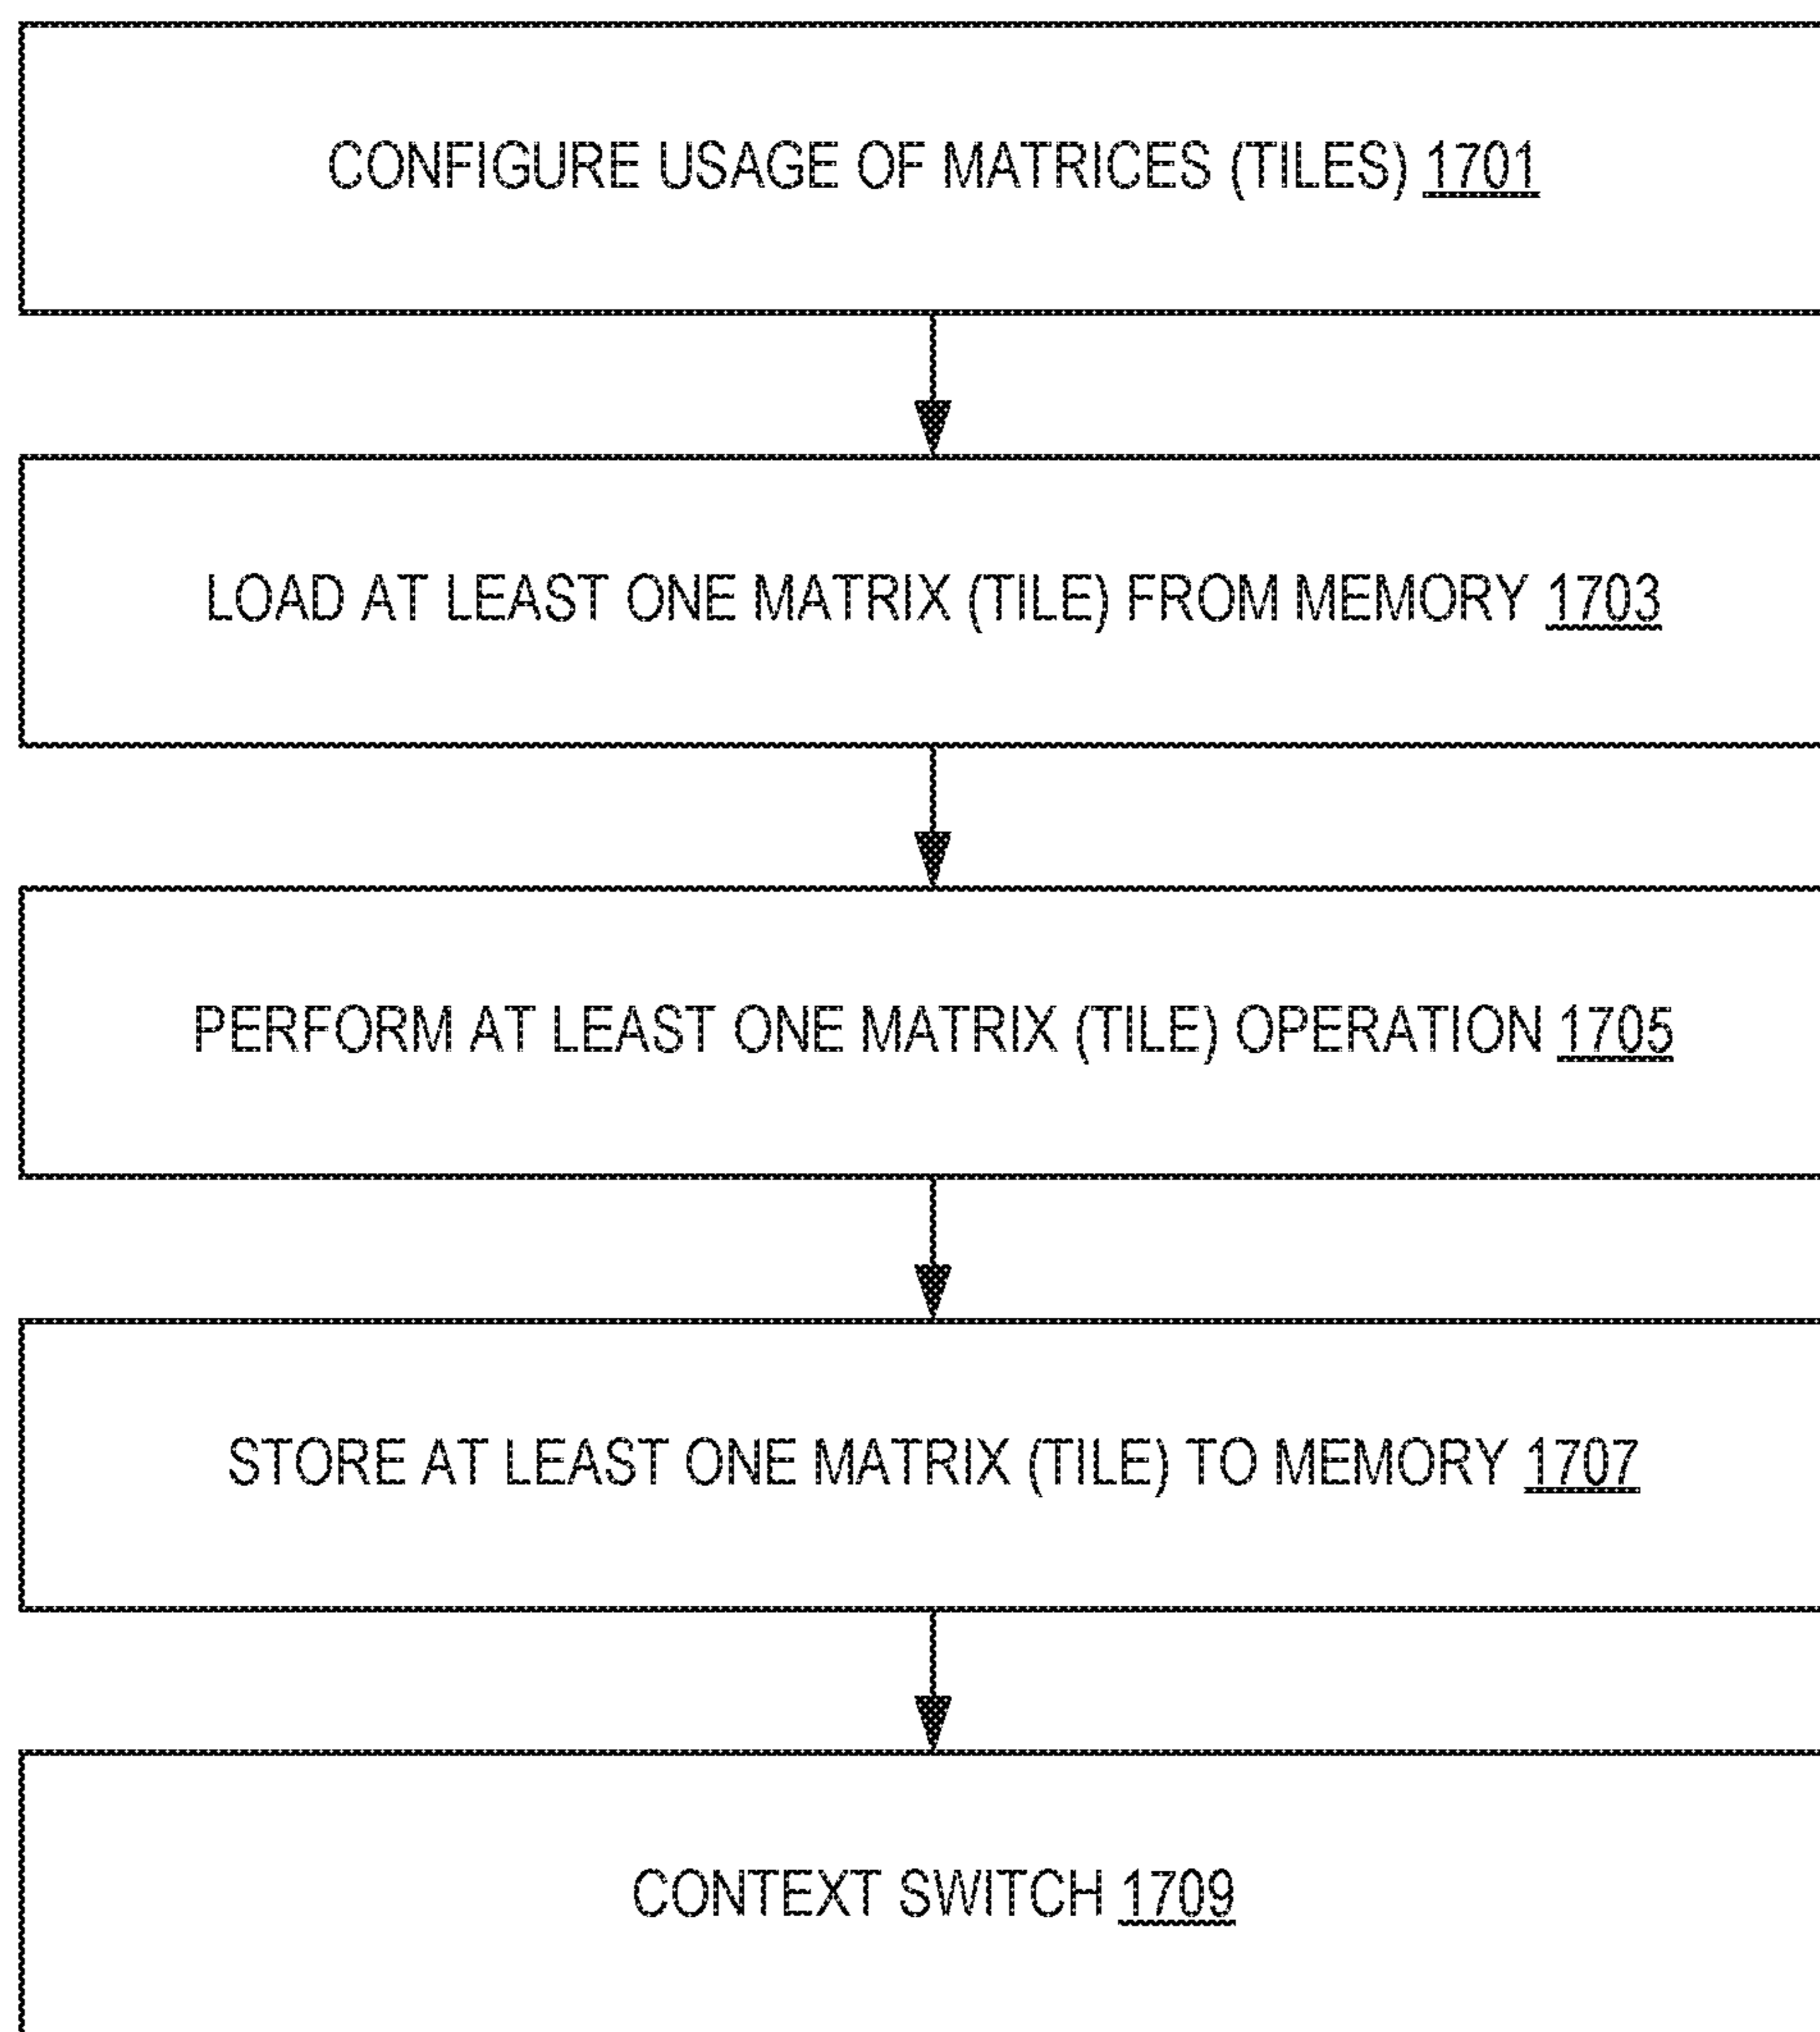 CONFIGURE USAGE OF MATRICES (TILES) 1701
LOAD AT LEAST ONE MATRIX (TILE) FROM MEMORY 1703
PERFORM AT LEAST ONE MATRIX (TILE) OPERATION 1705
STORE AT LEAST ONE MATRIX (TILE) TO MEMORY 1707
CONTEXT SWITCH 1709